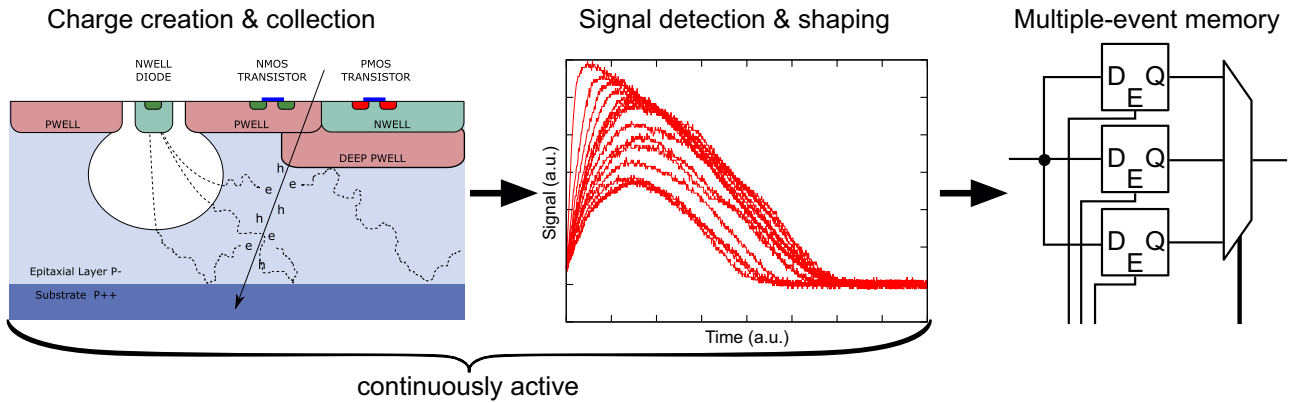 Charge creation & collection
Signal detection & shaping
Multiple-event memory
NWELL
DIODE
NMOS
TRANSISTOR
PMOS
TRANSISTOR
PWELL
PWELL
NWELL
DEEP PWELL
h
e
e
h
h
e
e
h
Epitaxial Layer P-
Substrate P++
Signal (a.u.)
Time (a.u.)
D Q
E
D Q
E
D Q
E
continuously active